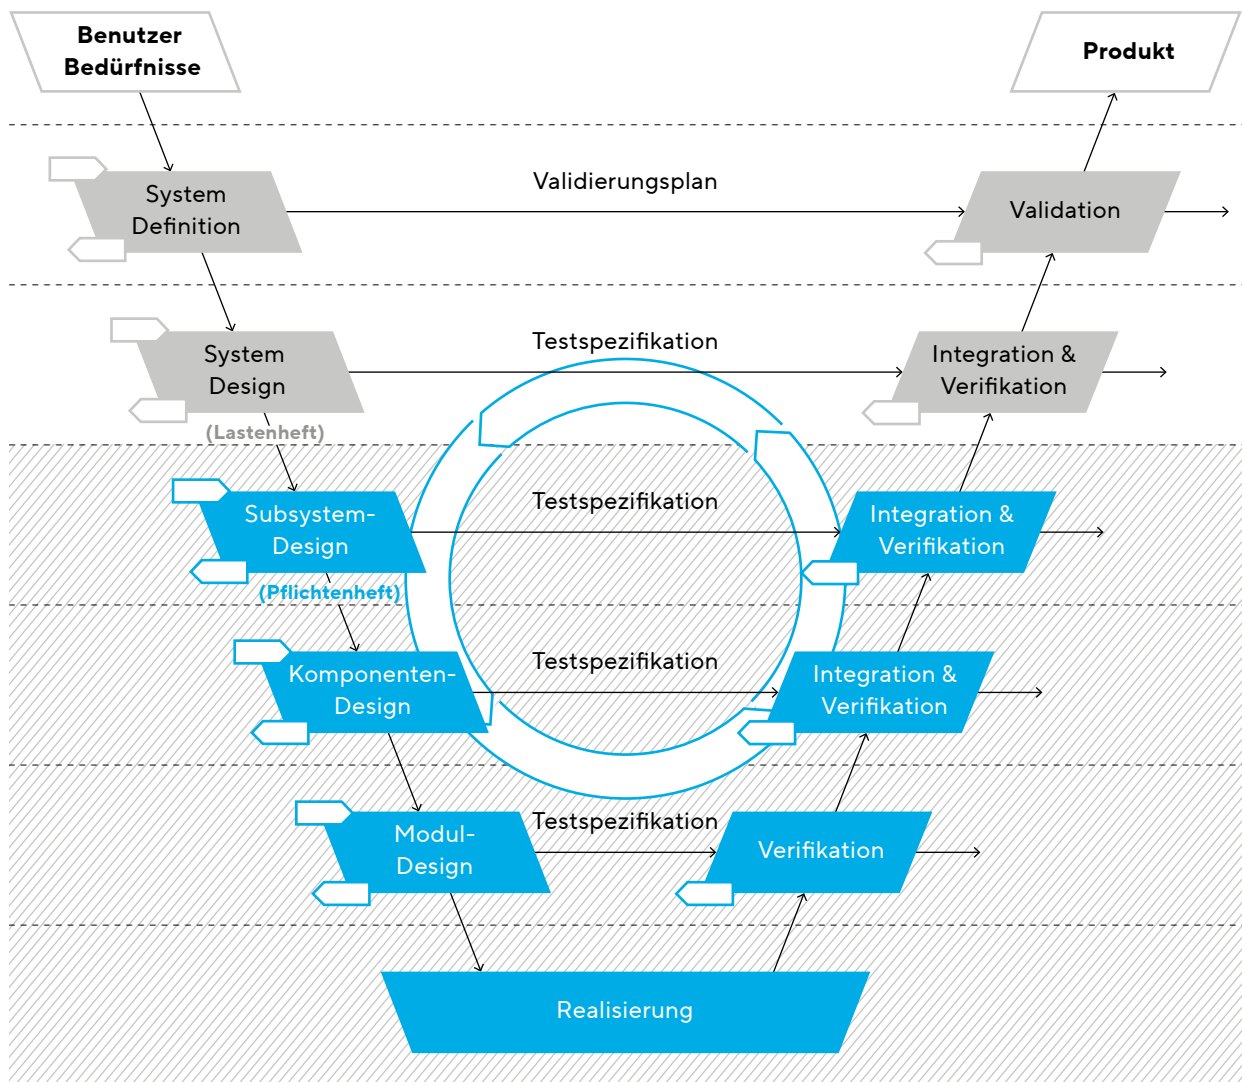 Benutzer
Bedürfnisse
Produkt
System
Definition
Validierungsplan
Validation
System
Design
(Lastenheft)
Testspezifikation
Integration &
Verifikation
Subsystem-
Design
(Pflichtenheft)
Testspezifikation
Integration &
Verifikation
Komponenten-
Design
Testspezifikation
Integration &
Verifikation
Modul-
Design
Testspezifikation
Verifikation
Realisierung